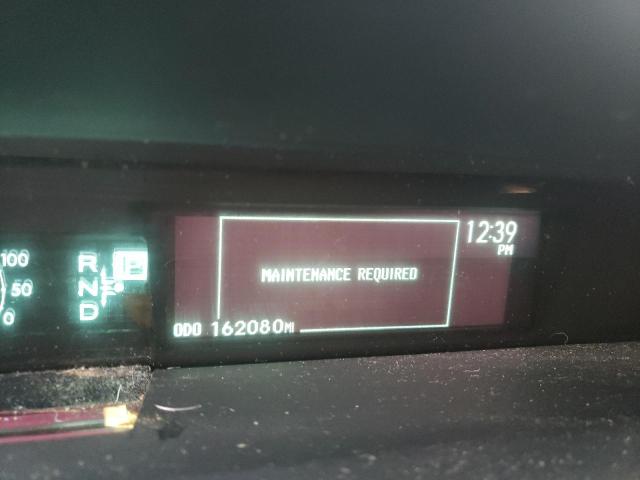 12:39
PM
100
50
0
R
N
D
B
MAINTENANCE REQUIRED
ODO 162080MI